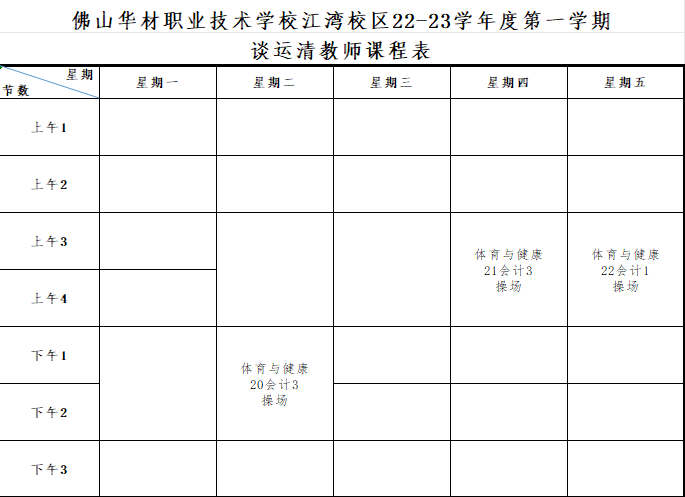 佛山华材职业技术学校江湾校区22-23学年度第一学期
谈运清教师课程表
星期
节数
星期一 星期二 星期三 星期四 星期五
上午1
上午2
上午3
上午4
体育与健康
21会计3
操场
体育与健康
22会计1
操场
下午1
下午2
体育与健康
20会计3
操场
下午3